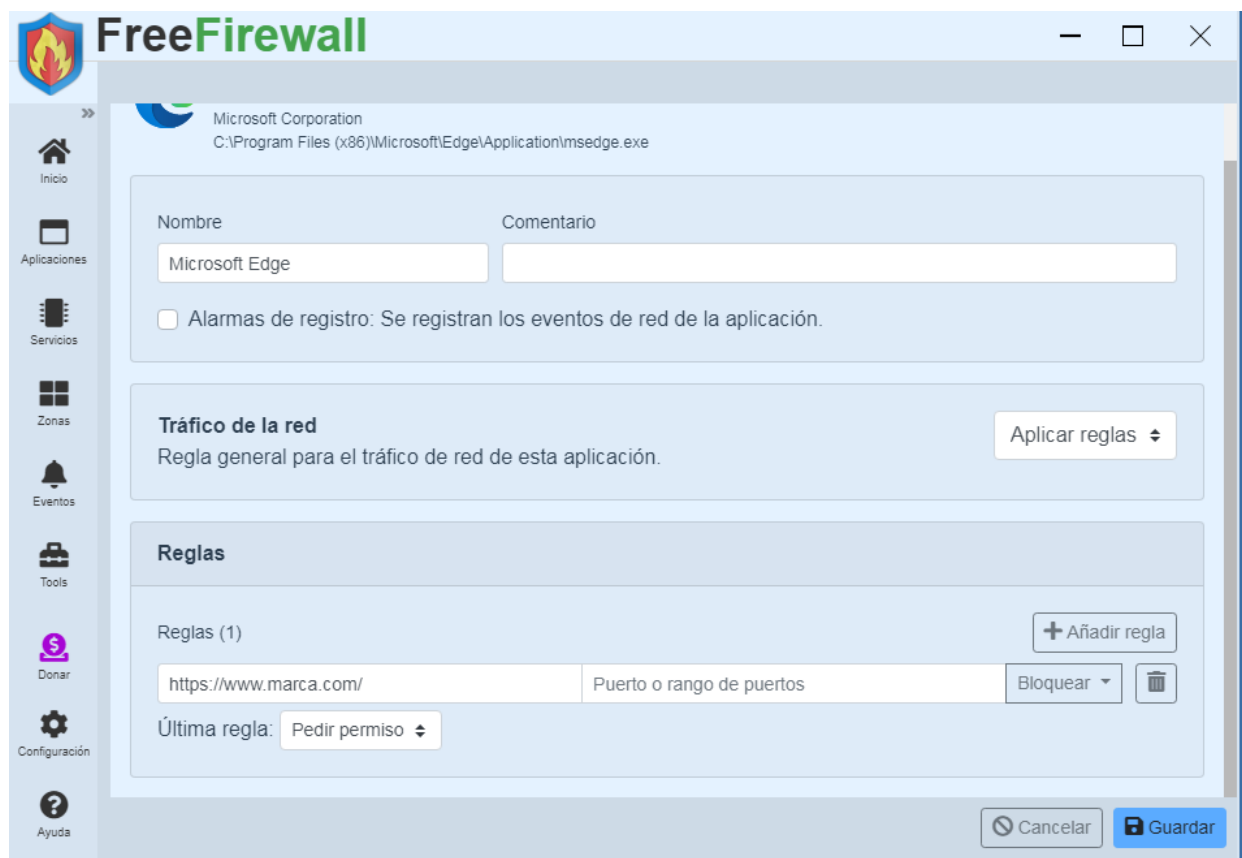 FreeFirewall
Microsoft Corporation
C:\Program Files (x86)\Microsoft\Edge\Application\msedge.exe
Inicio
Aplicaciones
Servicios
Zonas
Eventos
Tools
Donar
Configuración
Ayuda
Nombre Comentario
Microsoft Edge
Alarmas de registro: Se registran los eventos de red de la aplicación.
Tráfico de la red
Regla general para el tráfico de red de esta aplicación.
Aplicar reglas
Reglas
Reglas (1) Añadir regla
https://www.marca.com/ Puerto o rango de puertos Bloquear
Última regla: Pedir permiso
Cancelar Guardar